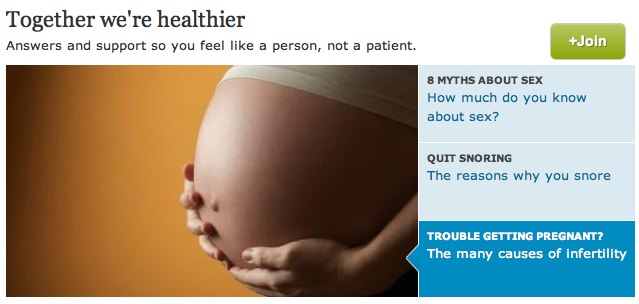 Together we're healthier
Answers and support so you feel like a person, not a patient.
+Join
8 MYTHS ABOUT SEX
How much do you know
about sex?
QUIT SNORING
The reasons why you snore
TROUBLE GETTING PREGNANT?
The many causes of infertility